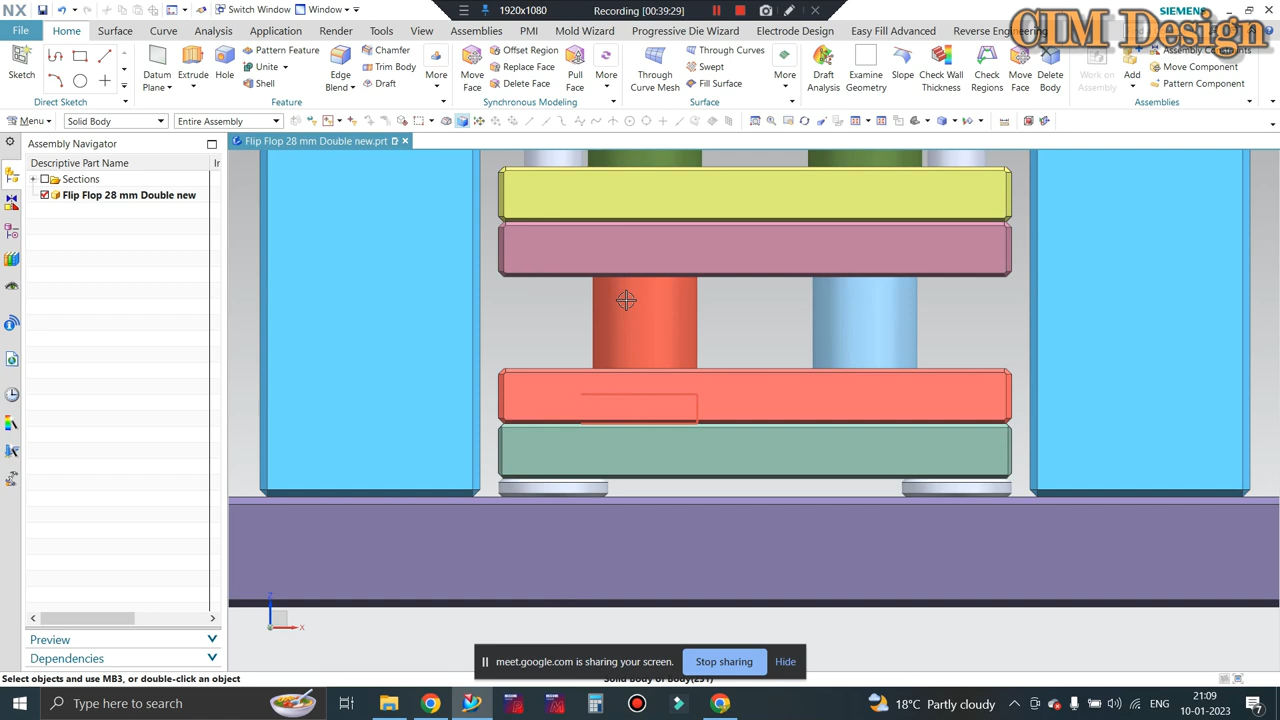 NX
Switch Window
Window
1920x1080
Recording [00:39:29]
SIEMENS
CIM Design
File
Home
Surface
Curve
Analysis
View
Application
Render
Tools
Assemblies
PMI
Mold Wizard
Progressive Die Wizard
Electrode Design
Easy Fill Advanced
Reverse Engineering
Sketch
Direct Sketch
Datum Plane
Extrude
Hole
Pattern Feature
Unite
Shell
Edge Blend
Chamfer
Trim Body
Draft
More
Feature
Move Face
Offset Region
Replace Face
Delete Face
Pull Face
More
Synchronous Modeling
Through Curve Mesh
Through Curves
Swept
Fill Surface
More
Surface
Draft Analysis
Examine Geometry
Slope
Check Wall Thickness
Check Regions
Move Face
Delete Body
Work on Assembly
Add
Assembly Constraints
Move Component
Pattern Component
Assemblies
Menu
Solid Body
Entire Assembly
Assembly Navigator
Flip Flop 28 mm Double new.prt
Descriptive Part Name
Sections
Flip Flop 28 mm Double new
X
Z
Preview
Dependencies
meet.google.com is sharing your screen.
Stop sharing
Hide
Select objects and use MB3, or double-click an object
Type here to search
18°C Partly cloudy
ENG
21:09
10-01-2023